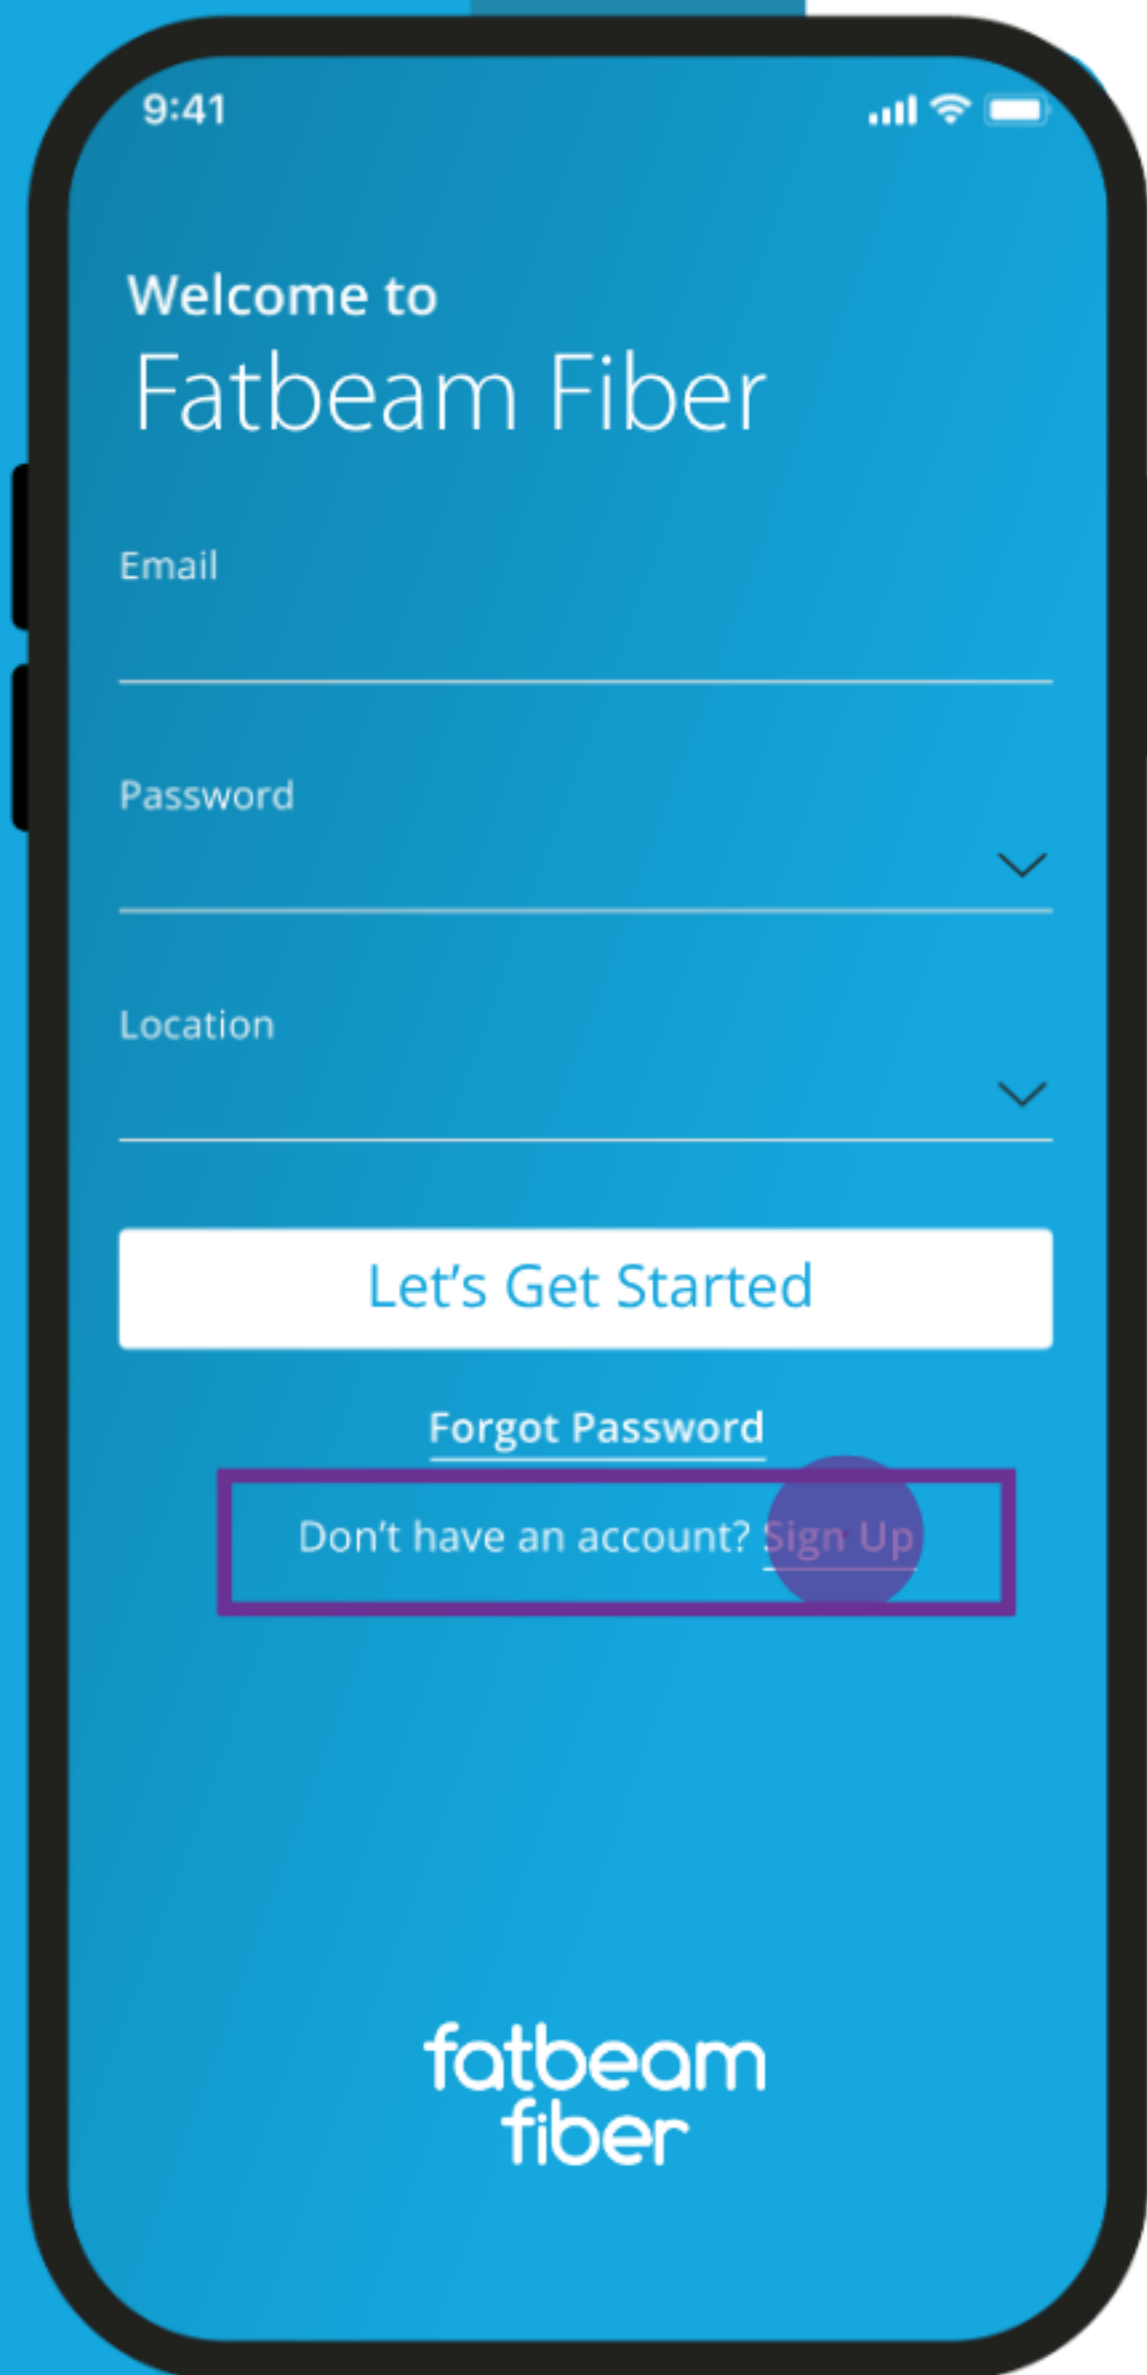 9:41
Welcome to
Fatbeam Fiber
Email
Password
Location
Let's Get Started
Forgot Password
Don't have an account? Sign Up
fatbeam
fiber